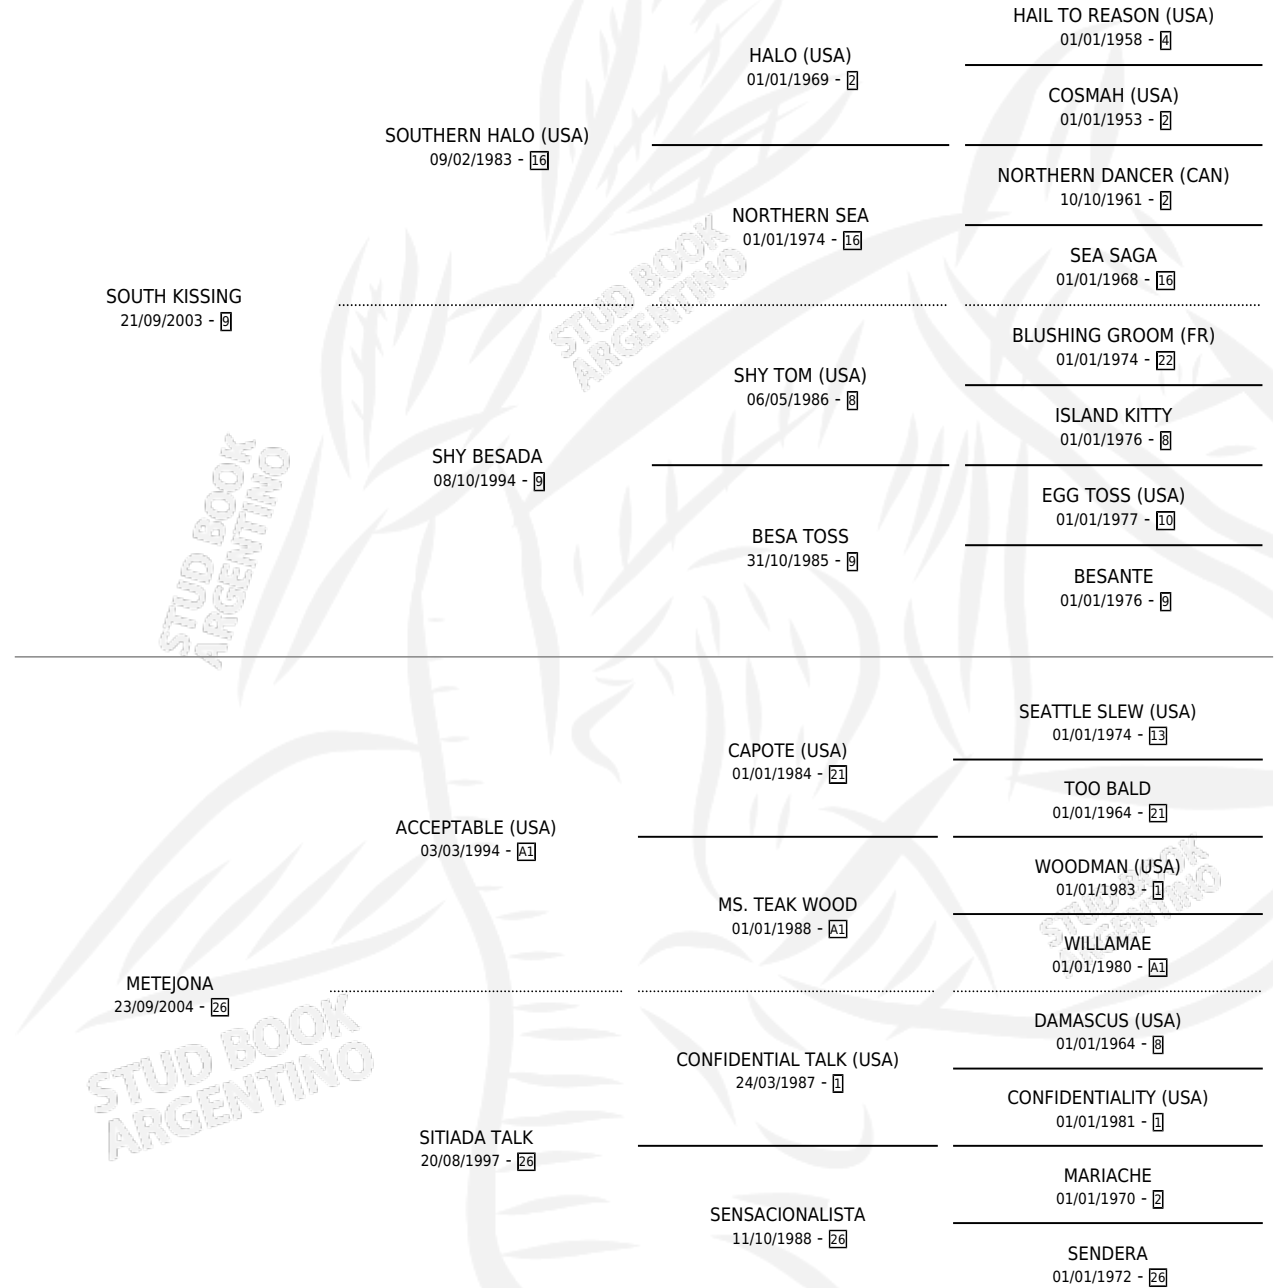 HAIL TO REASON (USA)
01/01/1958 - 4
HALO (USA)
01/01/1969 - 2
COSMAH (USA)
01/01/1953 - 2
SOUTHERN HALO (USA)
09/02/1983 - 16
NORTHERN DANCER (CAN)
10/10/1961 - 2
NORTHERN SEA
01/01/1974 - 16
SEA SAGA
01/01/1968 - 16
SOUTH KISSING
21/09/2003 - 9
BLUSHING GROOM (FR)
01/01/1974 - 22
SHY TOM (USA)
06/05/1986 - 8
ISLAND KITTY
01/01/1976 - 8
SHY BESADA
08/10/1994 - 9
EGG TOSS (USA)
01/01/1977 - 10
BESA TOSS
31/10/1985 - 9
BESANTE
01/01/1976 - 9
STUD BOOK
ARGENTINO
STUD BOOK
ARGENTINO
SEATTLE SLEW (USA)
01/01/1974 - 13
CAPOTE (USA)
01/01/1984 - 21
TOO BALD
01/01/1964 - 21
ACCEPTABLE (USA)
03/03/1994 - A1
WOODMAN (USA)
01/01/1983 - 1
MS. TEAK WOOD
01/01/1988 - A1
WILLAMAE
01/01/1980 - A1
STUD BOOK
ARGENTINO
METEJONA
23/09/2004 - 26
DAMASCUS (USA)
01/01/1964 - 8
CONFIDENTIAL TALK (USA)
24/03/1987 - 1
CONFIDENTIALITY (USA)
01/01/1981 - 1
STUD BOOK
ARGENTINO
SITIADA TALK
20/08/1997 - 26
MARIACHE
01/01/1970 - 2
SENSACIONALISTA
11/10/1988 - 26
SENDERA
01/01/1972 - 26